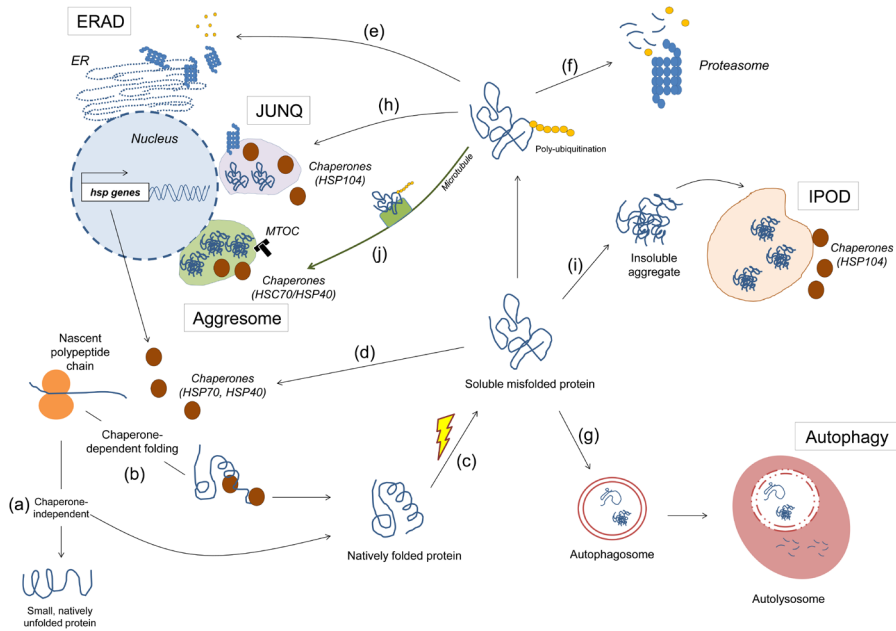 ERAD
(e)
(f)
ER
Proteasome
JUNQ
(h)
Nucleus
Poly-ubiquitination
Chaperones
(HSP104)
Microtubule
hsp genes
IPOD
MTOC
(j)
(i)
Insoluble
aggregate
Chaperones
(HSP104)
Chaperones
(HSC70/HSP40)
Aggresome
Nascent
polypeptide
chain
(d)
Chaperones
(HSP70, HSP40)
Soluble misfolded protein
Chaperone-
dependent folding
(b)
(c)
(g)
Autophagy
(a)
Chaperone-
independent
Natively folded protein
Autophagosome
Autolysosome
Small, natively
unfolded protein